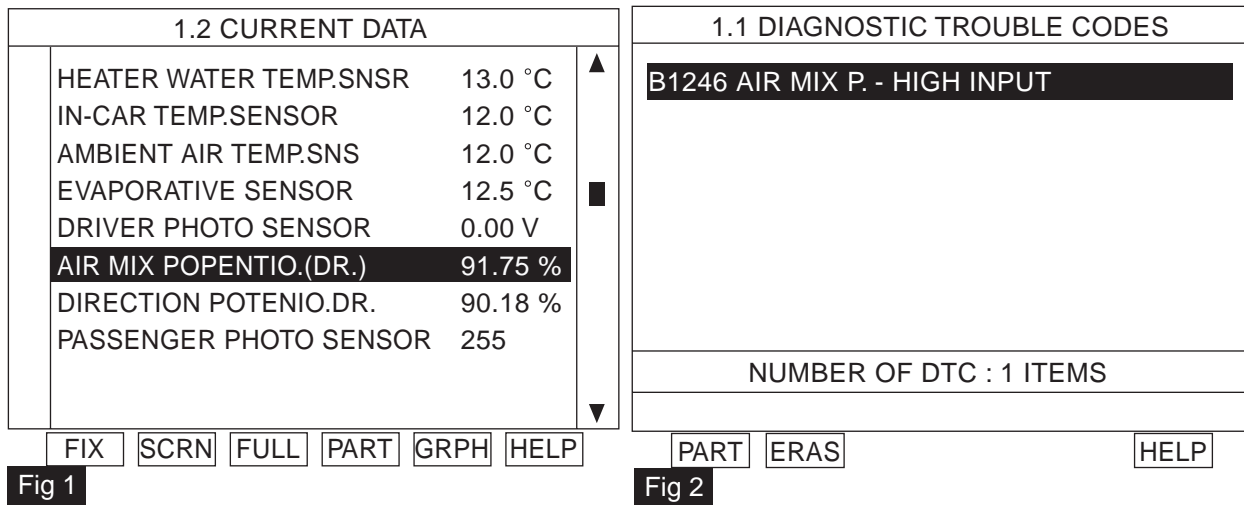 1.2 CURRENT DATA
HEATER WATER TEMP.SNSR 13.0 °C
IN-CAR TEMP.SENSOR 12.0 °C
AMBIENT AIR TEMP.SNS 12.0 °C
EVAPORATIVE SENSOR 12.5 °C
DRIVER PHOTO SENSOR 0.00 V
AIR MIX POPENTIO.(DR.) 91.75 %
DIRECTION POTENIO.DR. 90.18 %
PASSENGER PHOTO SENSOR 255
FIX SCRN FULL PART GRPH HELP
Fig 1
1.1 DIAGNOSTIC TROUBLE CODES
B1246 AIR MIX P. - HIGH INPUT
NUMBER OF DTC : 1 ITEMS
PART ERAS HELP
Fig 2